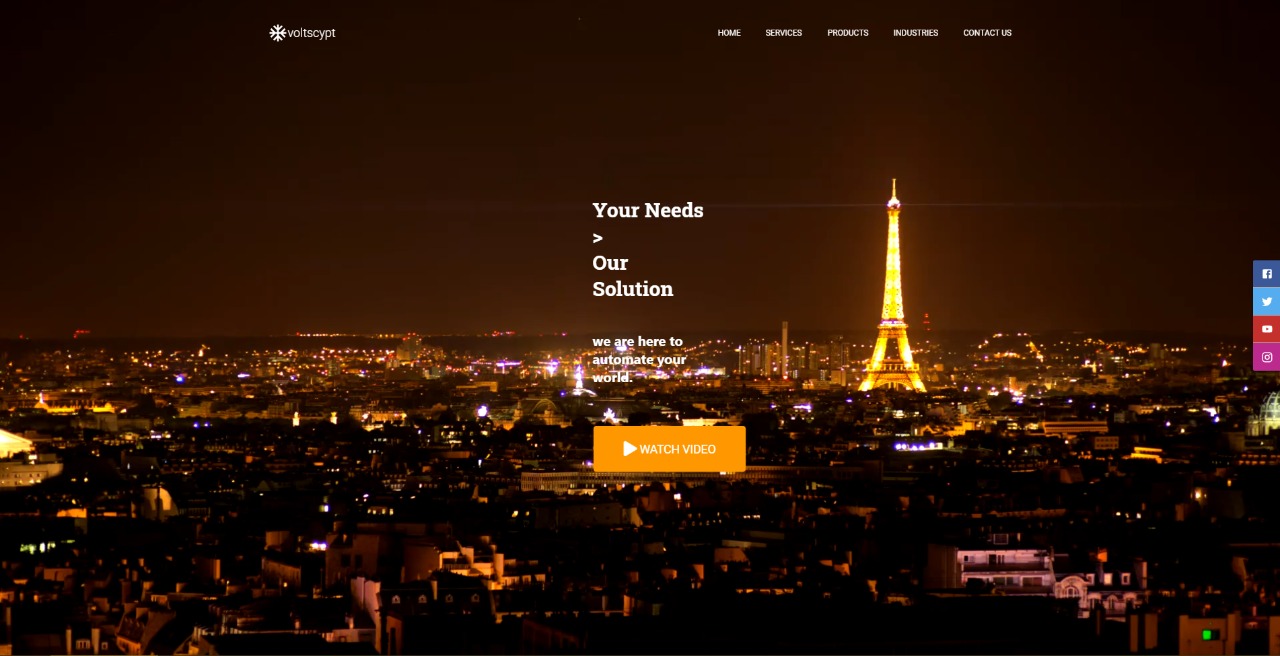 voltscypt
HOME SERVICES PRODUCTS INDUSTRIES CONTACT US
Your Needs
>
Our
Solution
we are here to
automate your
world.
WATCH VIDEO